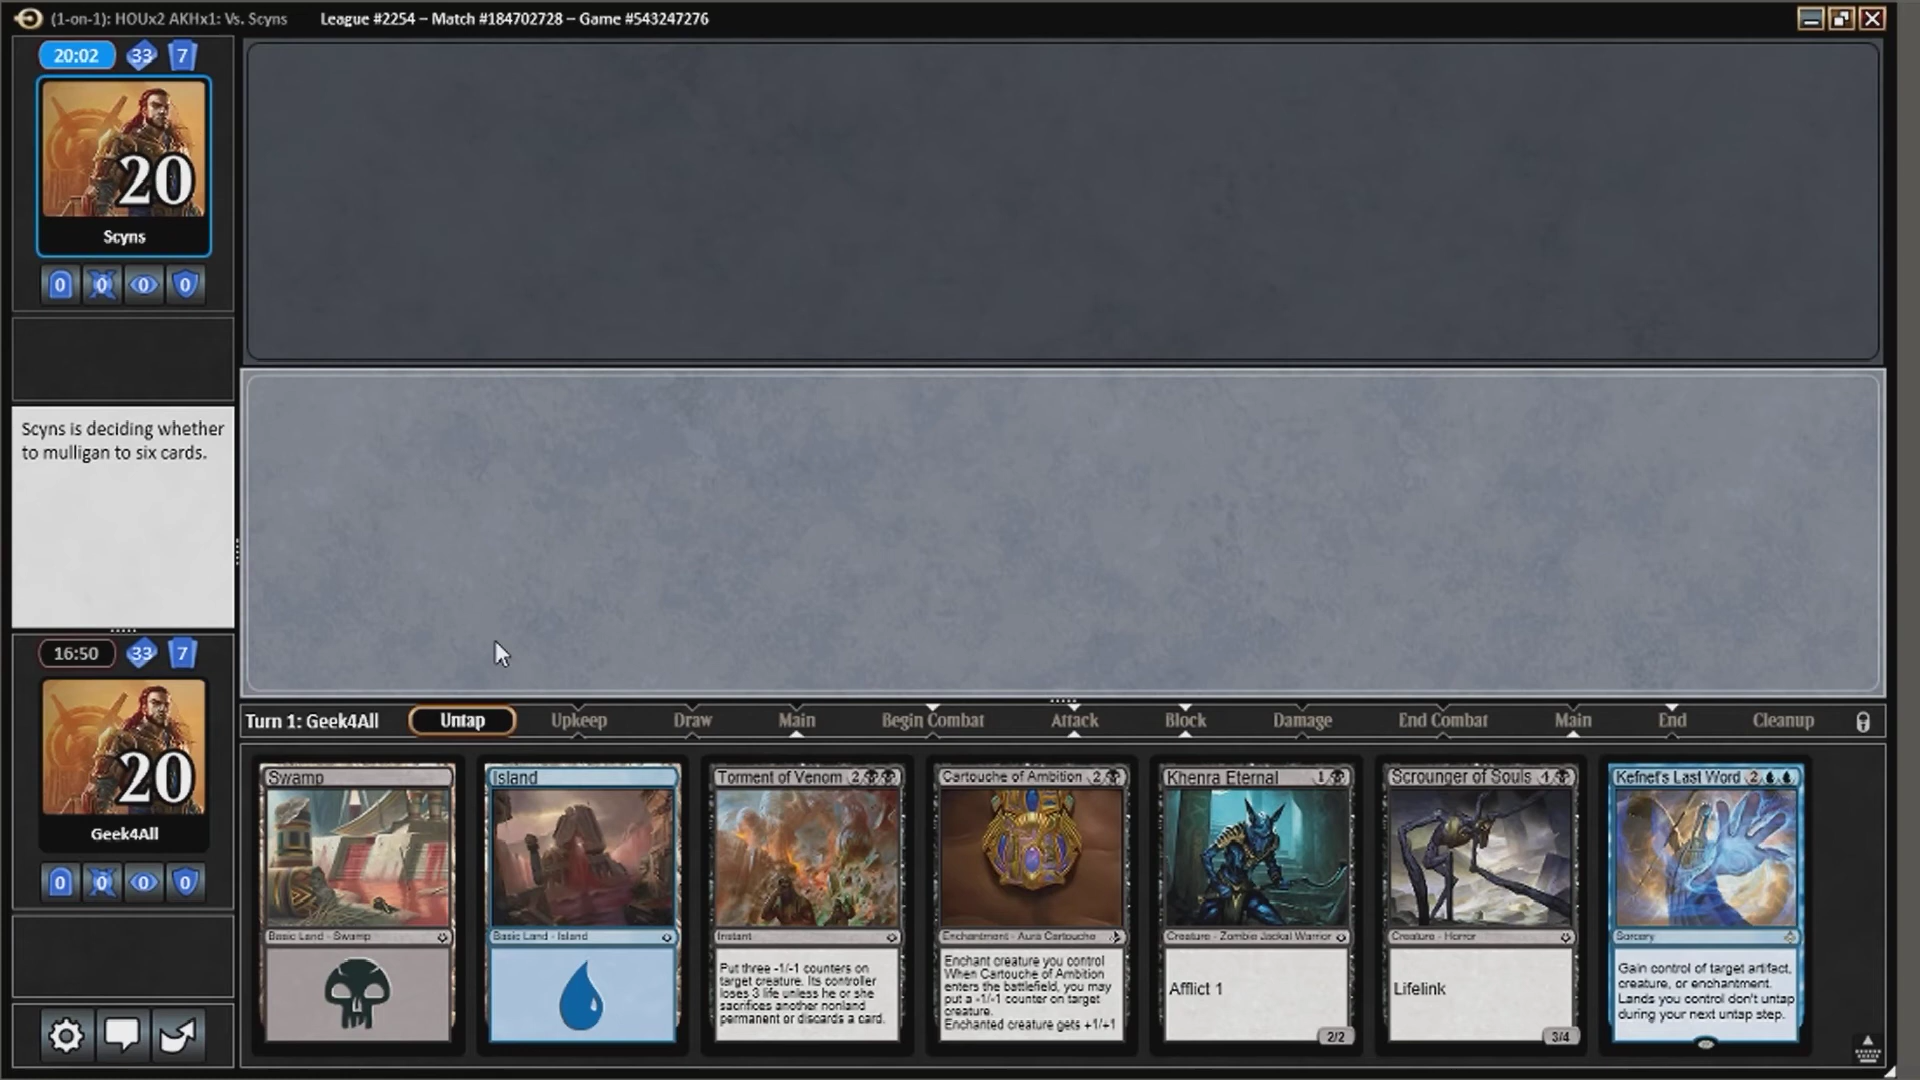 (1-on-1): HOUx2 AKHx1: Vs. Scyns
League #2254 – Match #184702728 – Game #543247276
20:02
33
7
20
Scyns
0 0 0 0
Scyns is deciding whether
to mulligan to six cards.
16:50
33
7
20
Geek4All
0 0 0 0
Turn 1: Geek4All
Untap
Upkeep
Draw
Main
Begin Combat
Attack
Block
Damage
End Combat
Main
End
Cleanup
Swamp
Basic Land - Swamp
Island
Basic Land - Island
Torment of Venom 2
Instant
Put three -1/-1 counters on
target creature. Its controller
loses 3 life unless he or she
sacrifices another nonland
permanent or discards a card.
Cartouche of Ambition 2
Enchantment - Aura Cartouche
Enchant creature you control
When Cartouche of Ambition
enters the battlefield, you may
put a -1/-1 counter on target
creature.
Enchanted creature gets +1/+1
Khenra Eternal 1
Creature - Zombie Jackal Warrior
Afflict 1
2/2
Scrounger of Souls 4
Creature - Horror
Lifelink
3/4
Kefnet's Last Word 2
Sorcery
Gain control of target artifact,
creature, or enchantment.
Lands you control don't untap
during your next untap step.